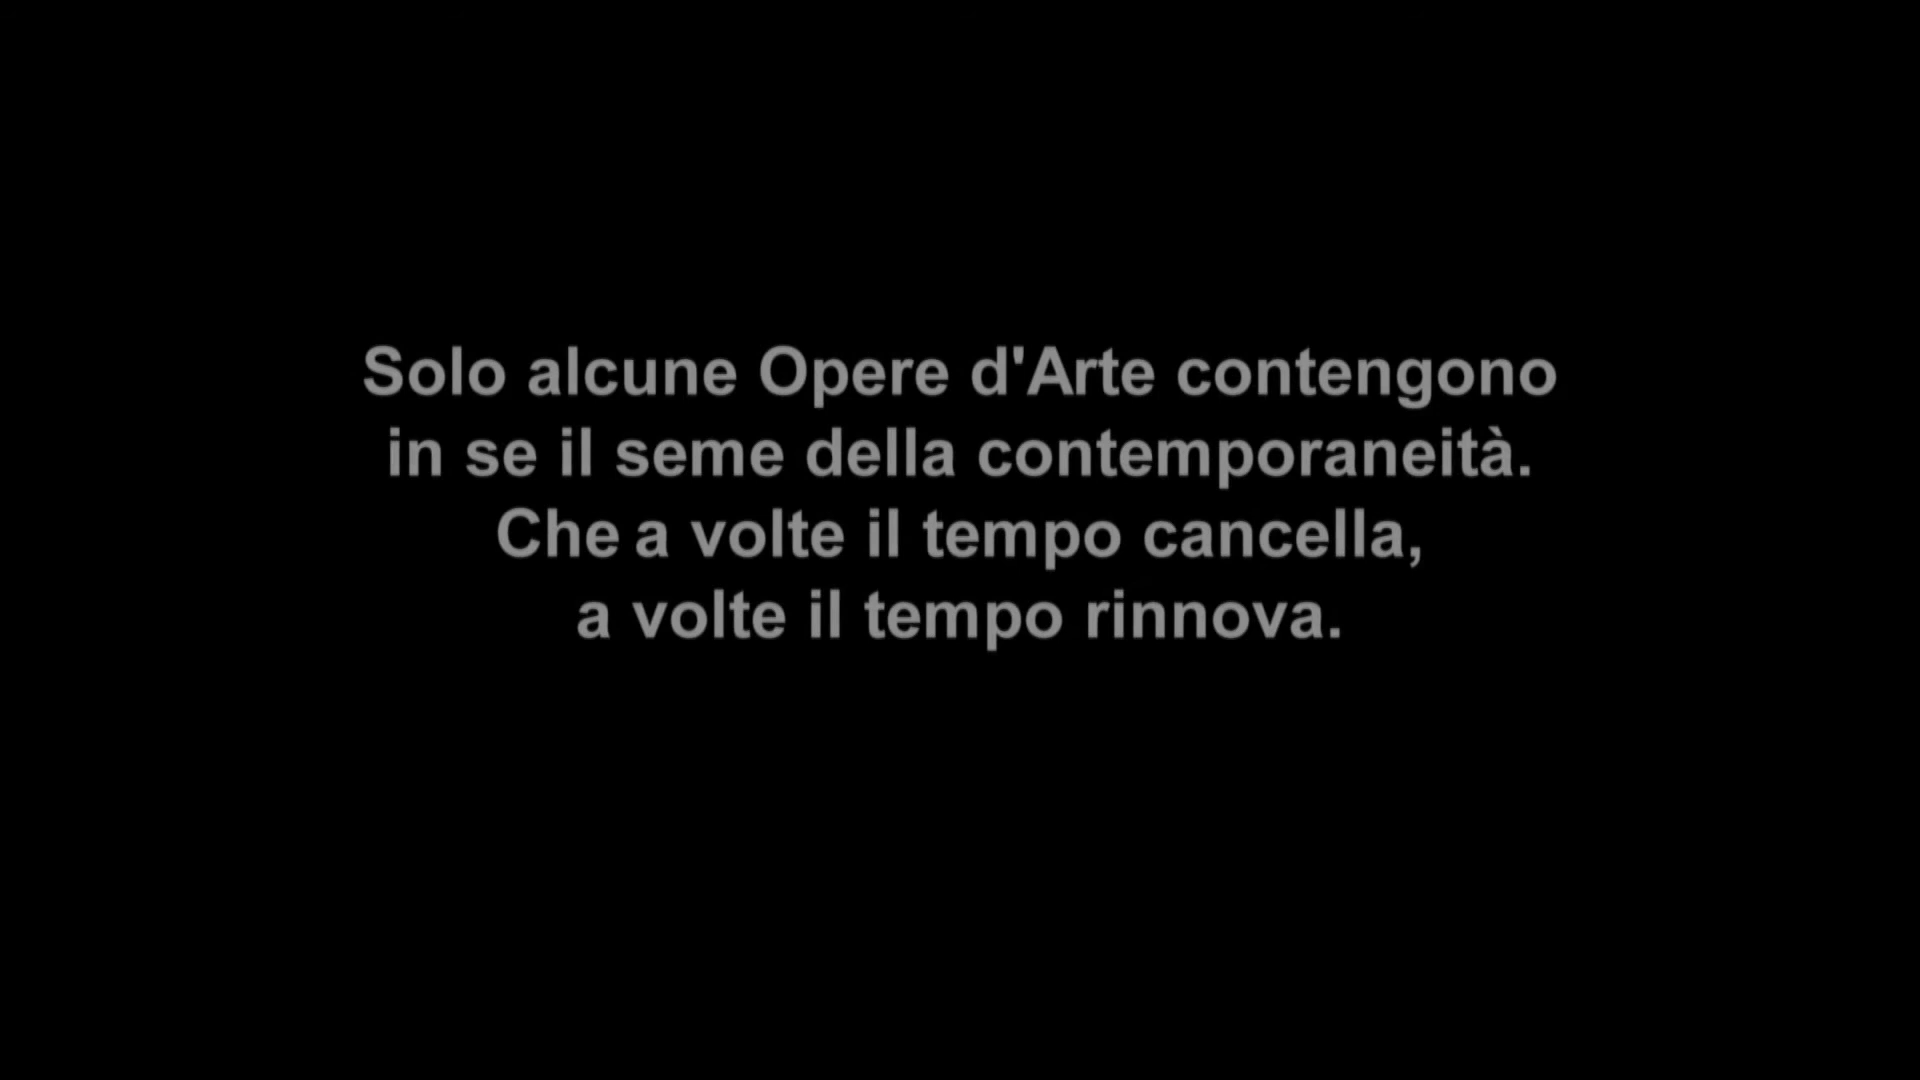 Solo alcune Opere d'Arte contengono
in se il seme della contemporaneità.
Che a volte il tempo cancella,
a volte il tempo rinnova.